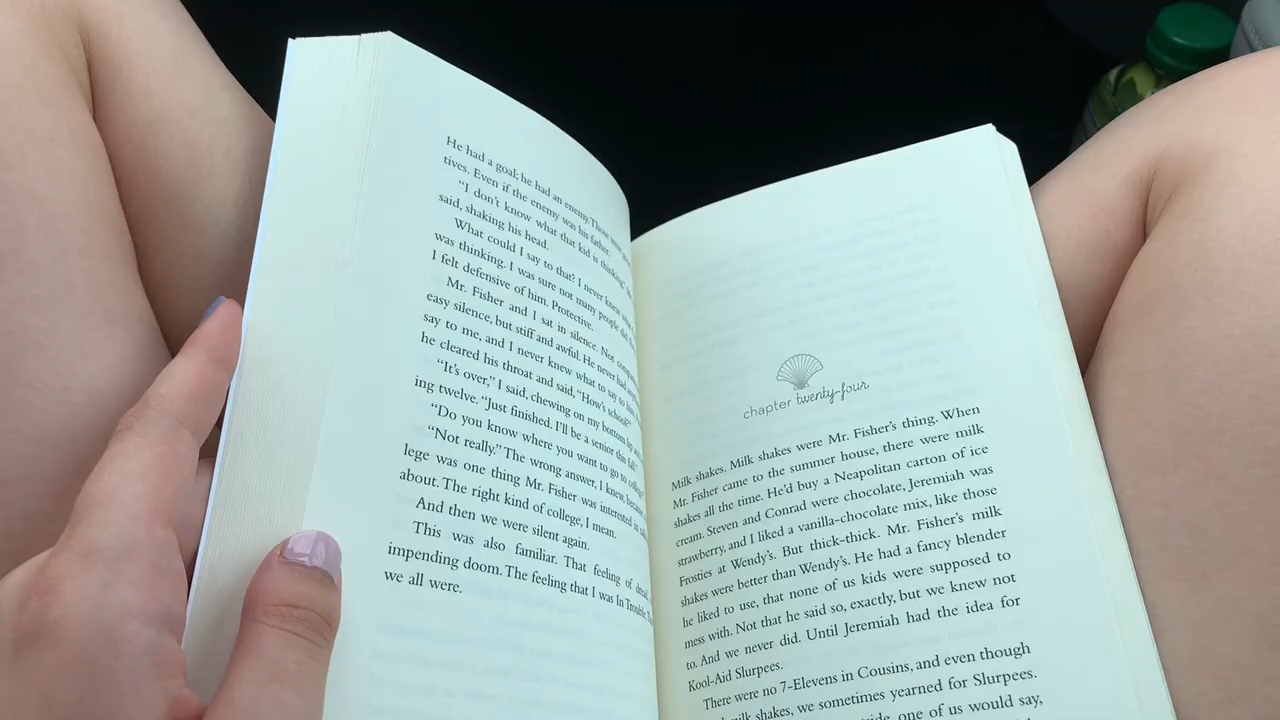 He had a goal; he had an enemy. Those were
tives. Even if the enemy was his father.
“I don’t know what that kid is thinking,”
said, shaking his head.
What could I say to that? I never knew what
was thinking. I was sure not many people did.
I felt defensive of him. Protective.
Mr. Fisher and I sat in silence. Not
easy silence, but stiff and awful. He never had
say to me, and I never knew what to say to
he cleared his throat and said, “How’s school?”
“It’s over,” I said, chewing on my bottom lip
ing twelve. “Just finished. I’ll be a senior this fall.”
“Do you know where you want to go to
“Not really.” The wrong answer, I knew, because
lege was one thing Mr. Fisher was interested in
about. The right kind of college, I mean.
And then we were silent again.
This was also familiar. That feeling of dread,
impending doom. The feeling that I was In Trouble.
we all were.
chapter twenty-four
Milk shakes. Milk shakes were Mr. Fisher’s thing. When
Mr. Fisher came to the summer house, there were milk
shakes all the time. He’d buy a Neapolitan carton of ice
cream. Steven and Conrad were chocolate, Jeremiah was
strawberry, and I liked a vanilla-chocolate mix, like those
Frosties at Wendy’s. But thick-thick. Mr. Fisher’s milk
shakes were better than Wendy’s. He had a fancy blender
he liked to use, that none of us kids were supposed to
mess with. Not that he said so, exactly, but we knew not
to. And we never did. Until Jeremiah had the idea for
Kool-Aid Slurpees.
There were no 7-Elevens in Cousins, and even though
milk shakes, we sometimes yearned for Slurpees.
one of us would say,